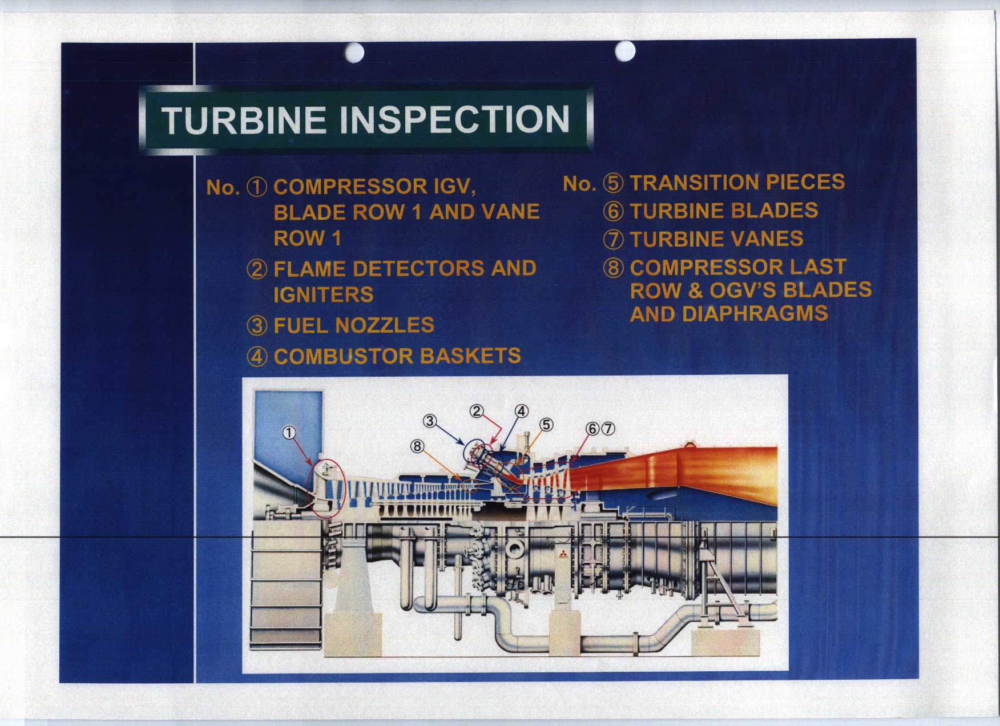 TURBINE INSPECTION
No. ① COMPRESSOR IGV,
BLADE ROW 1 AND VANE
ROW 1
② FLAME DETECTORS AND
IGNITERS
③ FUEL NOZZLES
④ COMBUSTOR BASKETS
No. ⑤ TRANSITION PIECES
⑥ TURBINE BLADES
⑦ TURBINE VANES
⑧ COMPRESSOR LAST
ROW & OGV'S BLADES
AND DIAPHRAGMS
①
⑧
③
②
④
⑤
⑥⑦